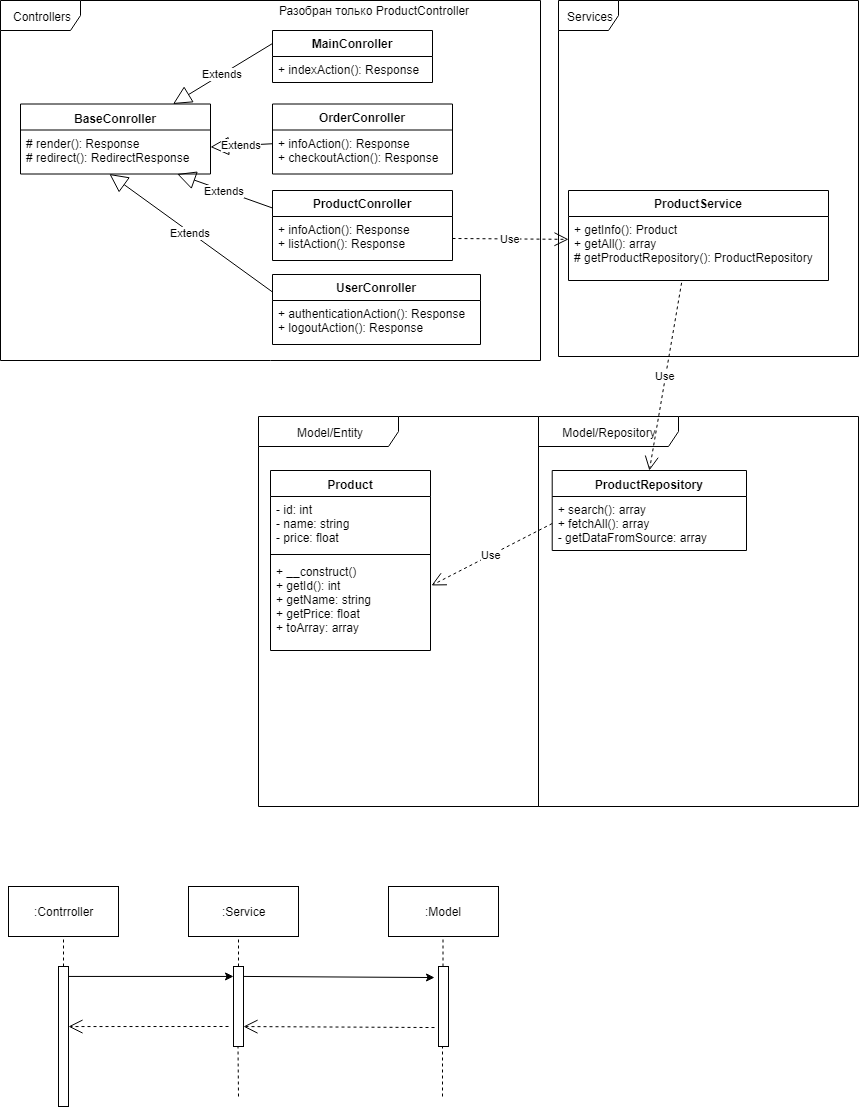 Controllers
Разобран только ProductController
Services
MainConroller
+ indexAction(): Response
Extends
BaseConroller
# render(): Response
# redirect(): RedirectResponse
OrderConroller
+ infoAction(): Response
+ checkoutAction(): Response
Extends
ProductConroller
+ infoAction(): Response
+ listAction(): Response
Extends
Extends
UserConroller
+ authenticationAction(): Response
+ logoutAction(): Response
Use
ProductService
+ getInfo(): Product
+ getAll(): array
# getProductRepository(): ProductRepository
Use
Model/Entity
Model/Repository
Product
- id: int
- name: string
- price: float
+ __construct()
+ getId(): int
+ getName: string
+ getPrice: float
+ toArray: array
ProductRepository
+ search(): array
+ fetchAll(): array
- getDataFromSource: array
Use
:Contrroller
:Service
:Model